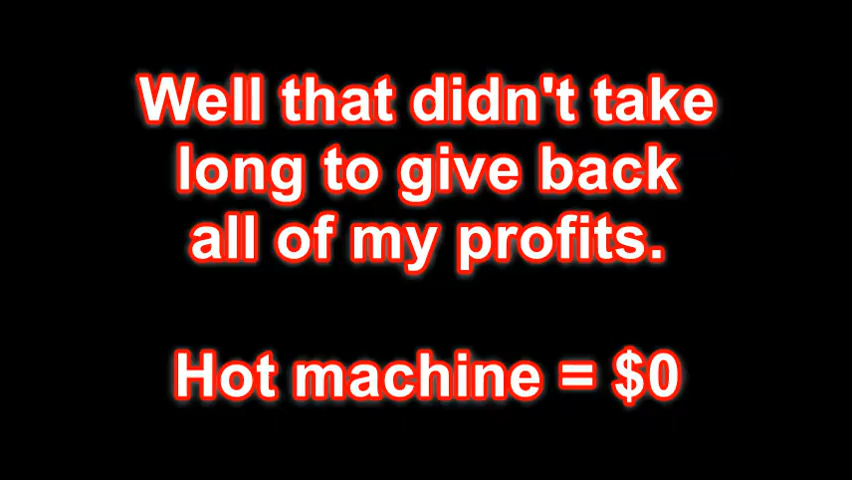 Well that didn't take
long to give back
all of my profits.
Hot machine = $0